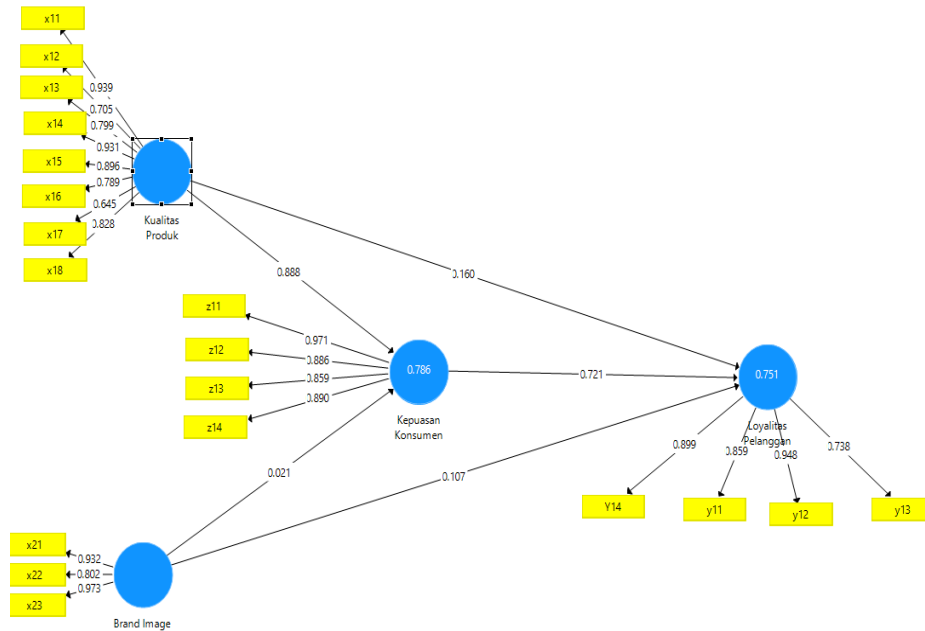 x11
x12
x13
x14
x15
x16
x17
x18
0.939
0.705
0.799
0.931
0.896
0.789
0.645
0.828
Kualitas
Produk
0.888
0.160
z11
z12
z13
z14
0.971
0.886
0.859
0.890
0.786
Kepuasan
Konsumen
0.721
0.751
Loyalitas
Pelanggan
0.899
0.859
0.948
0.738
Y14
y11
y12
y13
0.021
0.107
x21
x22
x23
0.932
0.802
0.973
Brand Image